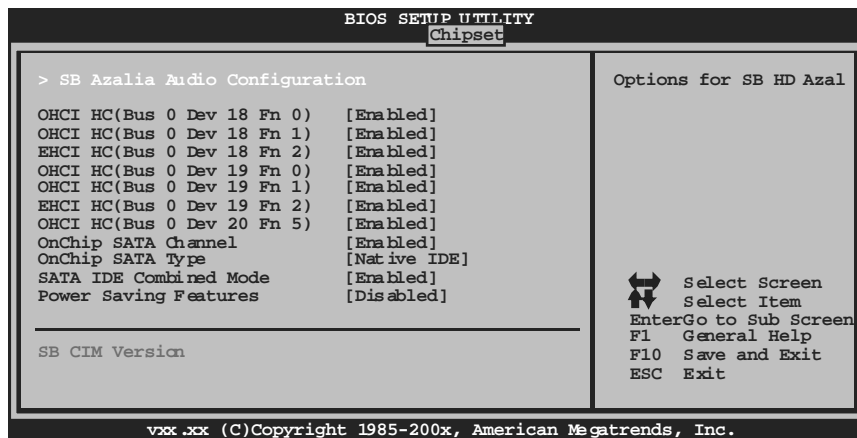 BIOS SETUP UTILITY
Chipset
> SB Azalia Audio Configuration
OHCI HC(Bus 0 Dev 18 Fn 0) [Enabled]
OHCI HC(Bus 0 Dev 18 Fn 1) [Enabled]
EHCI HC(Bus 0 Dev 18 Fn 2) [Enabled]
OHCI HC(Bus 0 Dev 19 Fn 0) [Enabled]
OHCI HC(Bus 0 Dev 19 Fn 1) [Enabled]
EHCI HC(Bus 0 Dev 19 Fn 2) [Enabled]
OHCI HC(Bus 0 Dev 20 Fn 5) [Enabled]
OnChip SATA Channel [Enabled]
OnChip SATA Type [Native IDE]
SATA IDE Combined Mode [Enabled]
Power Saving Features [Disabled]
SB CIM Version
Options for SB HD Azal
Select Screen
Select Item
EnterGo to Sub Screen
F1 General Help
F10 Save and Exit
ESC Exit
vxx.xx (C)Copyright 1985-200x, American Megatrends, Inc.